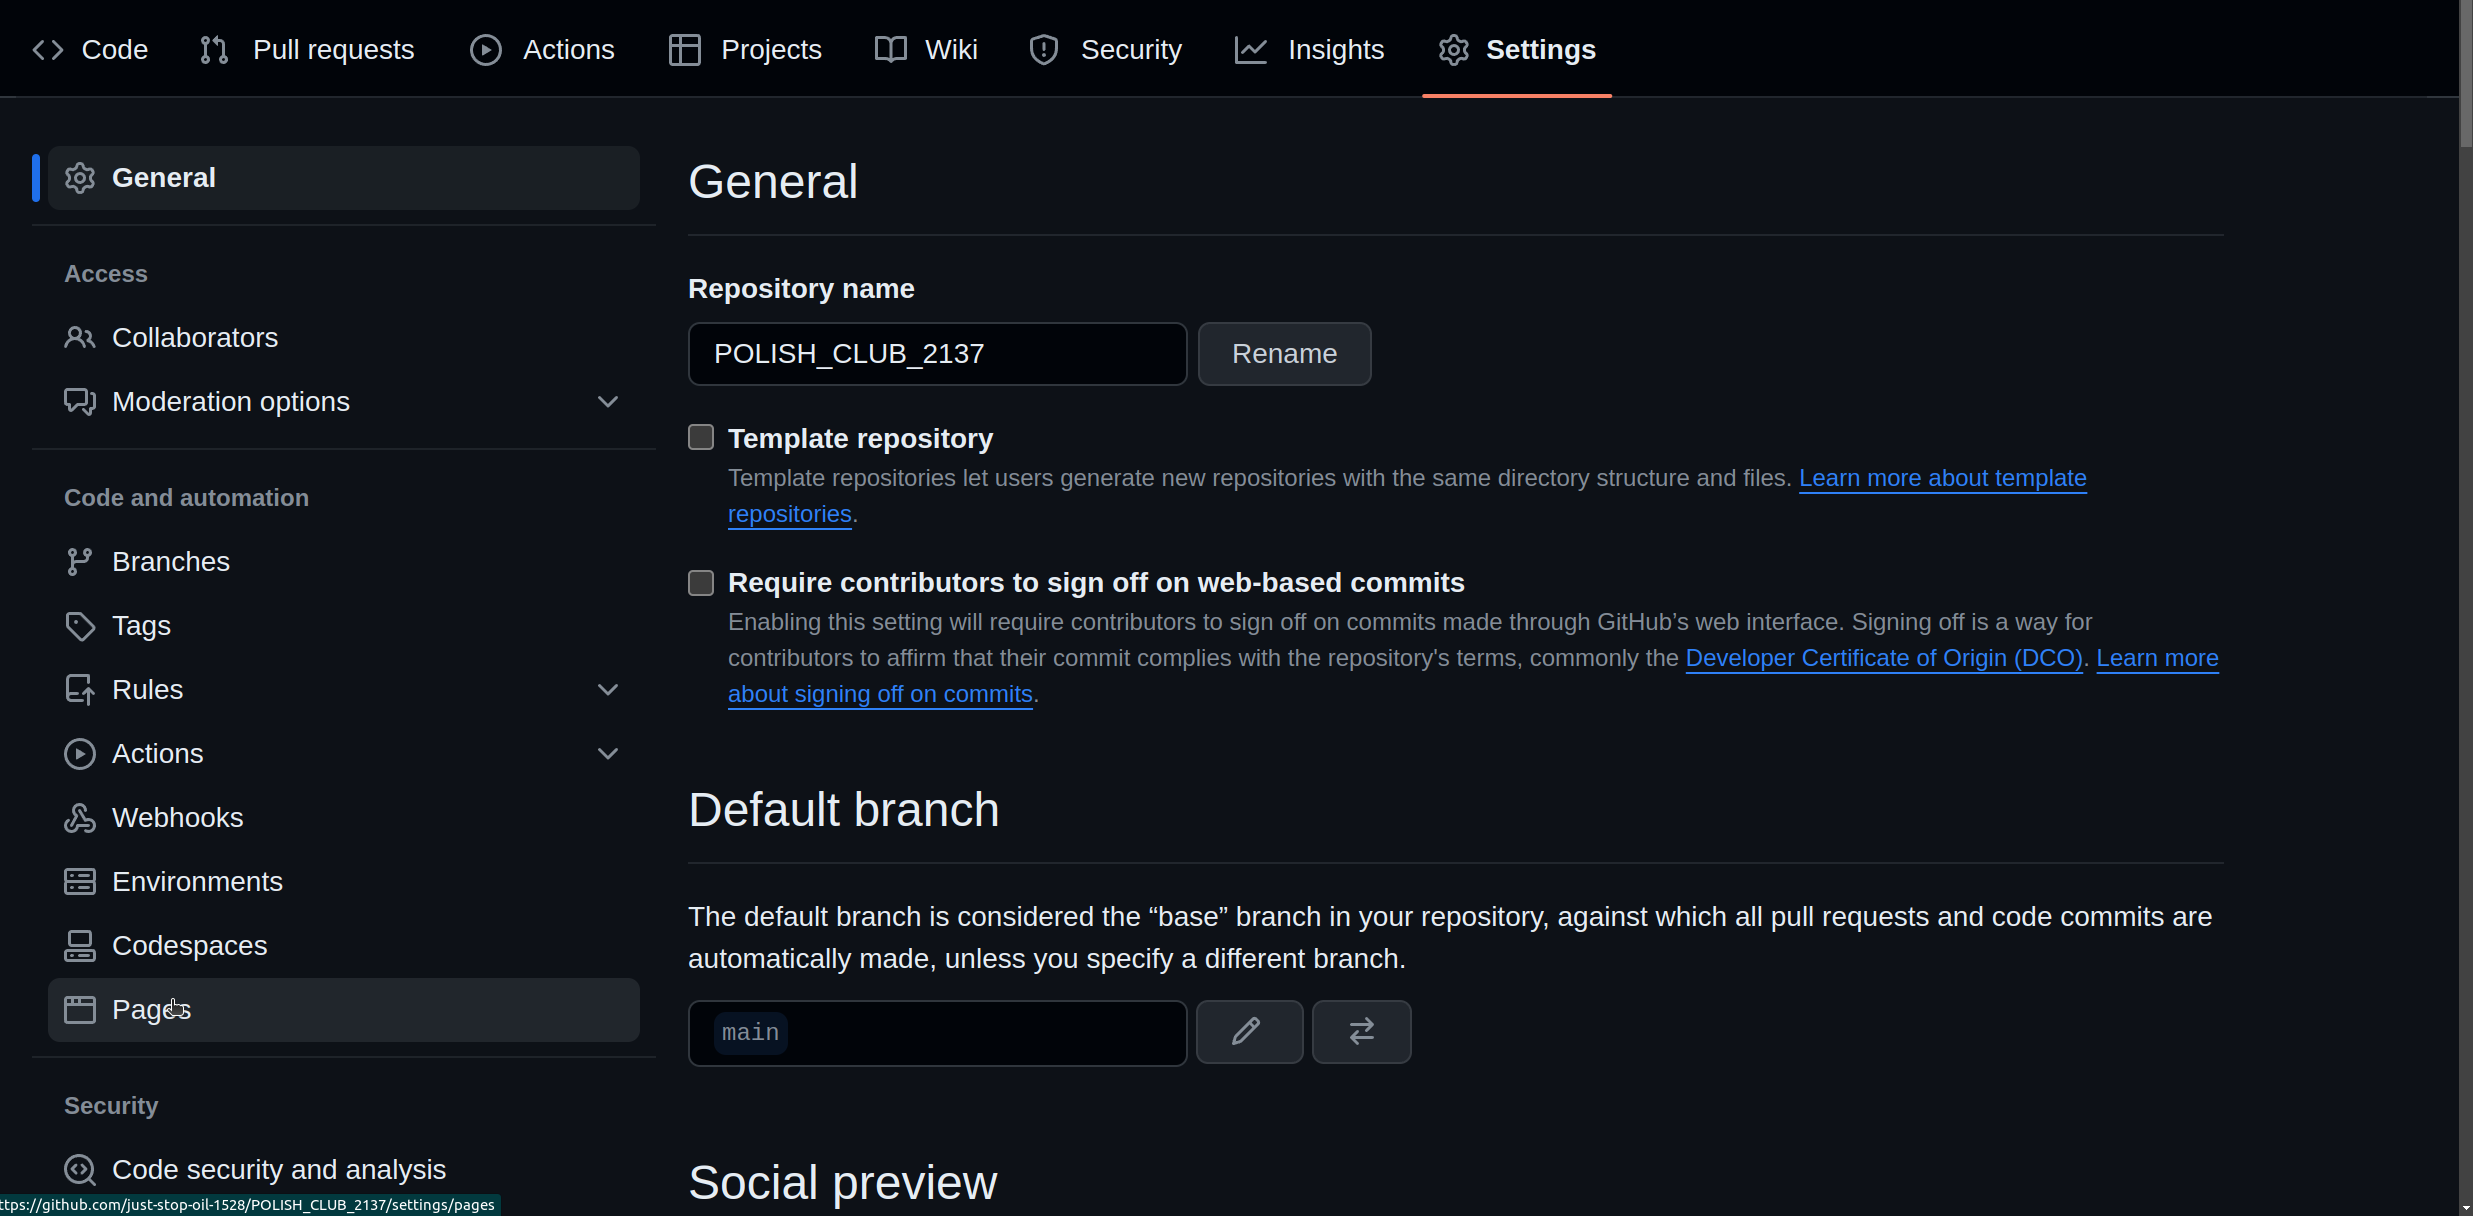 Code Pull requests Actions Projects Wiki Security Insights Settings
General
Access
Collaborators
Moderation options
Code and automation
Branches
Tags
Rules
Actions
Webhooks
Environments
Codespaces
Pages
Security
Code security and analysis
General
Repository name
POLISH_CLUB_2137 Rename
Template repository
Template repositories let users generate new repositories with the same directory structure and files. Learn more about template
repositories.
Require contributors to sign off on web-based commits
Enabling this setting will require contributors to sign off on commits made through GitHub’s web interface. Signing off is a way for
contributors to affirm that their commit complies with the repository's terms, commonly the Developer Certificate of Origin (DCO). Learn more
about signing off on commits.
Default branch
The default branch is considered the “base” branch in your repository, against which all pull requests and code commits are
automatically made, unless you specify a different branch.
main
Social preview
ttps://github.com/just-stop-oil-1528/POLISH_CLUB_2137/settings/pages